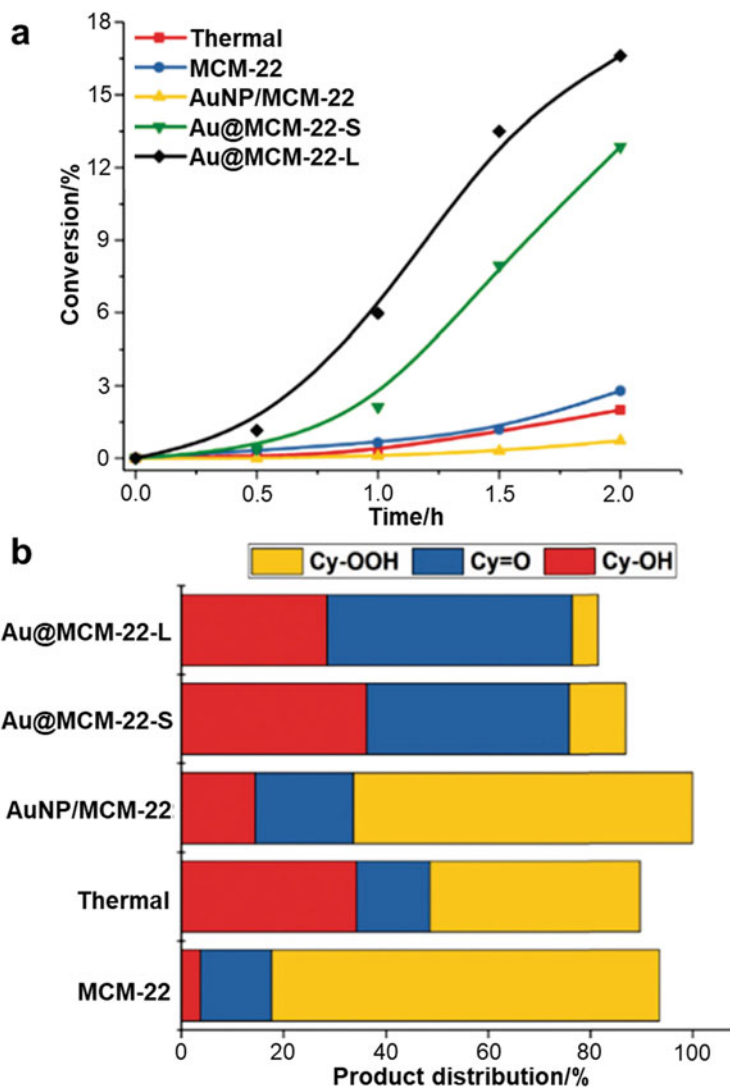 a
18
15
12
9
6
3
0
Conversion/%
Thermal
MCM-22
AuNP/MCM-22
Au@MCM-22-S
Au@MCM-22-L
0.0 0.5 1.0 1.5 2.0
Time/h
b
Cy-OOH Cy=O Cy-OH
Au@MCM-22-L
Au@MCM-22-S
AuNP/MCM-22
Thermal
MCM-22
0 20 40 60 80 100
Product distribution/%